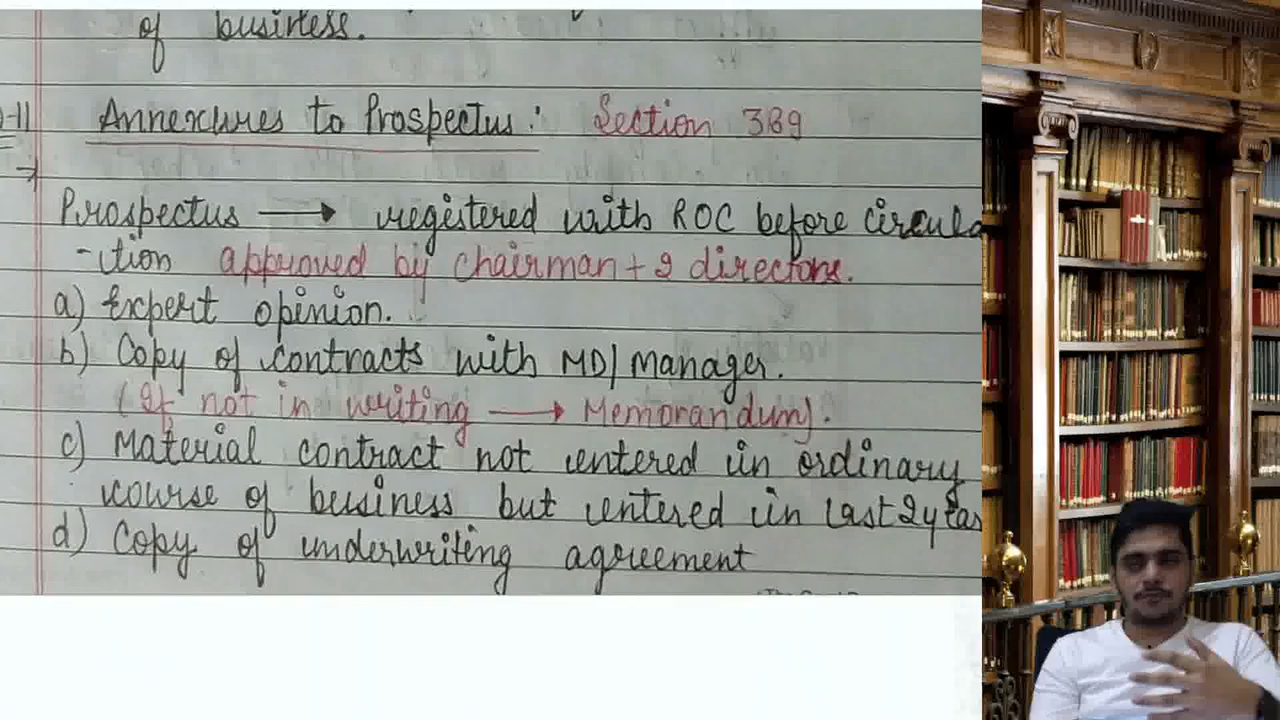 of business.
Q-11 Annexures to Prospectus: Section 389
→
Prospectus → registered with ROC before circula
-tion approved by chairman + 2 directors.
a) Expert opinion.
b) Copy of contracts with MD/Manager.
(If not in writing → Memorandum).
c) Material contract not entered in ordinary
course of business but entered in last 2 year
d) Copy of underwriting agreement